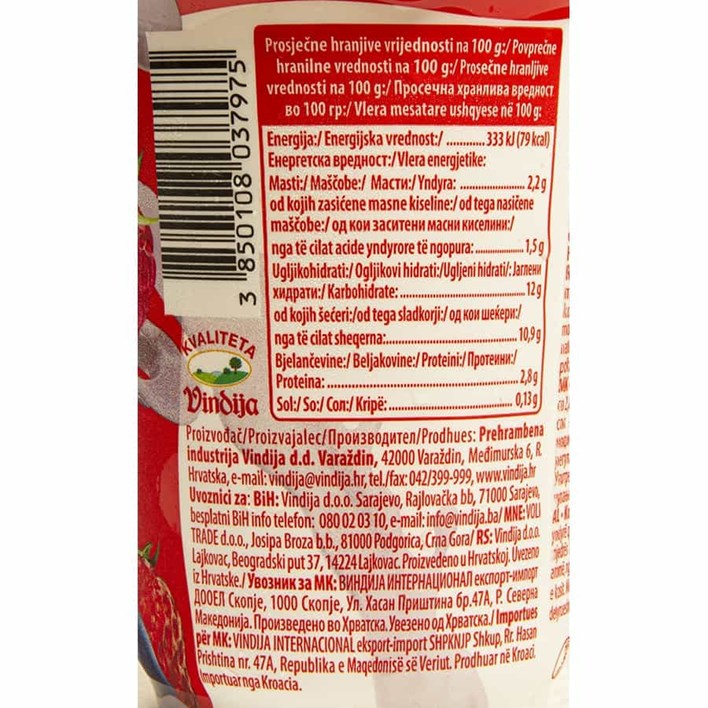 Prosječne hranjive vrijednosti na 100 g:/ Povprečne
hranilne vrednosti na 100 g:/ Prosečne hranljive
vrednosti na 100 g:/ Просечна хранлива вредност
во 100 гр:/ Vlera mesatare ushqyese në 100 g:
Energija:/ Energijska vrednost:/ ............ 333 kJ (79 kcal)
Енергетска вредност:/ Vlera energjetike:
Masti:/ Maščobe:/ Масти:/ Yndyra: .................... 2,2 g
od kojih zasićene masne kiseline:/ od tega nasičene
maščobe:/ од кои заситени масни киселини:/
nga të cilat acide yndyrore të ngopura: ............... 1,5 g
Ugljikohidrati:/ Ogljikovi hidrati:/Ugljeni hidrati/: Јаглени
хидрати:/ Karbohidrate: .................................. 12 g
od kojih šećeri:/od tega sladkorji:/ од кои шеќери:/
nga të cilat sheqerna: ................................. 10,9 g
Bjelančevine:/ Beljakovine:/ Proteini:/ Протеини:/
Proteina: .................................................. 2,8 g
Sol:/ So:/ Сол:/ Kripë: ................................. 0,13 g
3 850108 037975
KVALITETA
Vindija
Proizvođač/Proizvajalec/Производител/Prodhues: Prehrambena
industrija Vindija d.d. Varaždin, 42000 Varaždin, Međimurska 6, R.
Hrvatska, e-mail: vindija@vindija.hr, tel./fax: 042/399-999, www.vindija.hr
Uvoznici za: BiH: Vindija d.o.o. Sarajevo, Rajlovačka bb, 71000 Sarajevo,
besplatni BiH info telefon: 080 02 03 10, e-mail: info@vindija.ba/ MNE: VOLI
TRADE d.o.o., Josipa Broza b.b., 81000 Podgorica, Crna Gora/ RS: Vindija d.o.o.
Lajkovac, Beogradski put 37, 14224 Lajkovac. Proizvedeno u Hrvatskoj. Uvezeno
iz Hrvatske./ Увозник за МК: ВИНДИЈА ИНТЕРНАЦИОНАЛ експорт-импорт
ДООЕЛ Скопје, 1000 Скопје, Ул. Хасан Приштина бр.47А, Р. Северна
Македонија. Произведено во Хрватска. Увезено од Хрватска./ Importues
për MK: VINDIJA INTERNACIONAL eksport-import SHPKNJP Shkup, Rr. Hasan
Prishtina nr. 47A, Republika e Maqedonisë së Veriut. Prodhuar në Kroaci.
Importuar nga Kroacia.